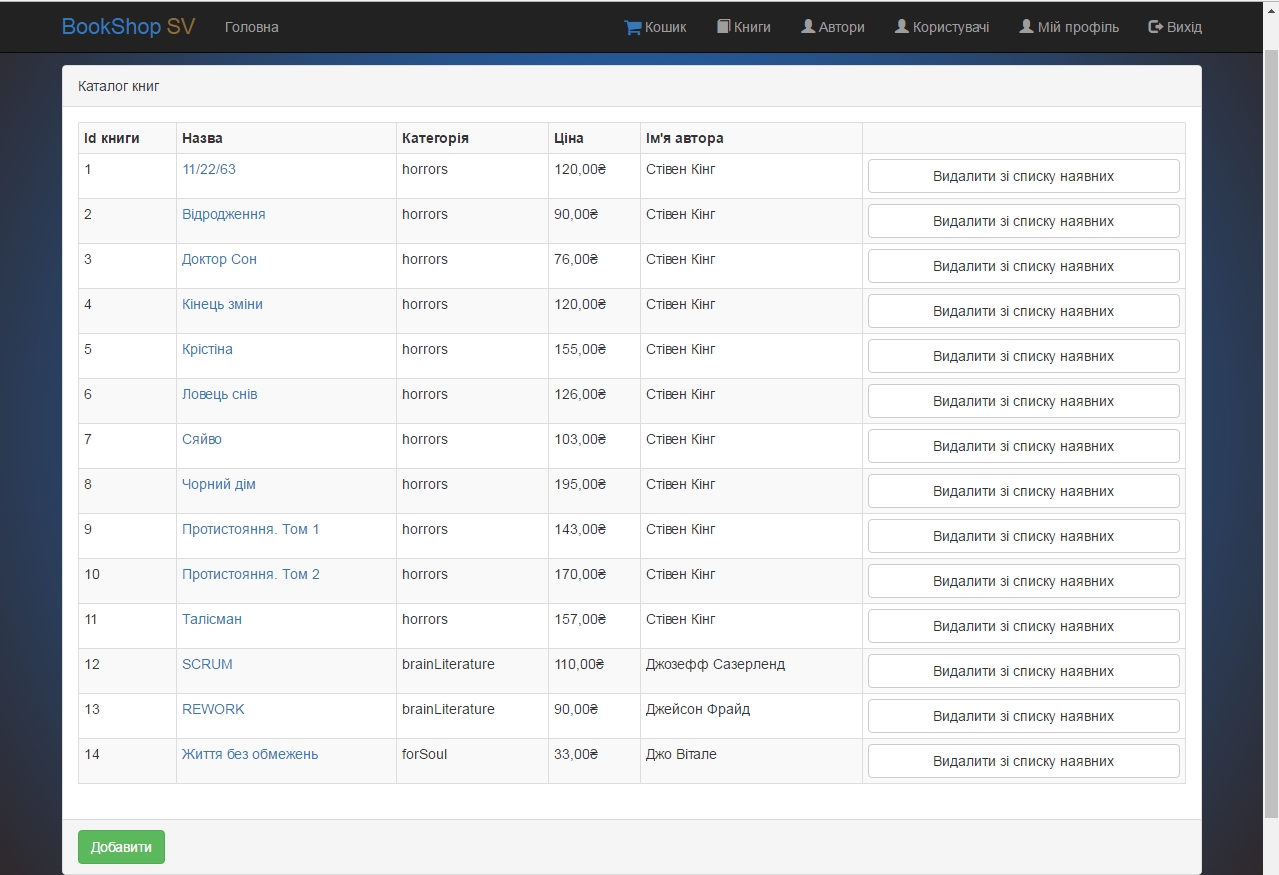 BookShop SV Головна Кошик Книги Автори Користувачі Мій профіль Вихід
Каталог книг
Id книги Назва Категорія Ціна Ім'я автора
1 11/22/63 horrors 120,00₴ Стівен Кінг Видалити зі списку наявних
2 Відродження horrors 90,00₴ Стівен Кінг Видалити зі списку наявних
3 Доктор Сон horrors 76,00₴ Стівен Кінг Видалити зі списку наявних
4 Кінець зміни horrors 120,00₴ Стівен Кінг Видалити зі списку наявних
5 Крістіна horrors 155,00₴ Стівен Кінг Видалити зі списку наявних
6 Ловець снів horrors 126,00₴ Стівен Кінг Видалити зі списку наявних
7 Сяйво horrors 103,00₴ Стівен Кінг Видалити зі списку наявних
8 Чорний дім horrors 195,00₴ Стівен Кінг Видалити зі списку наявних
9 Протистояння. Том 1 horrors 143,00₴ Стівен Кінг Видалити зі списку наявних
10 Протистояння. Том 2 horrors 170,00₴ Стівен Кінг Видалити зі списку наявних
11 Талісман horrors 157,00₴ Стівен Кінг Видалити зі списку наявних
12 SCRUM brainLiterature 110,00₴ Джозефф Сазерленд Видалити зі списку наявних
13 REWORK brainLiterature 90,00₴ Джейсон Фрайд Видалити зі списку наявних
14 Життя без обмежень forSoul 33,00₴ Джо Вітале Видалити зі списку наявних
Добавити